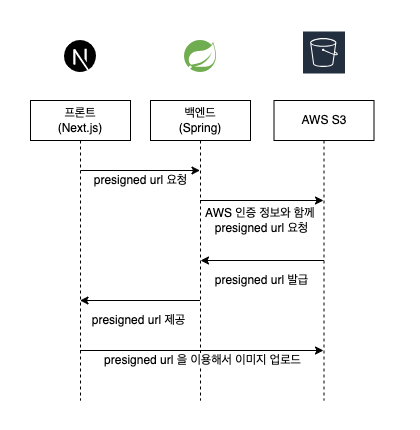 프론트
(Next.js)
백엔드
(Spring)
AWS S3
presigned url 요청
AWS 인증 정보와 함께
presigned url 요청
presigned url 발급
presigned url 제공
presigned url 을 이용해서 이미지 업로드